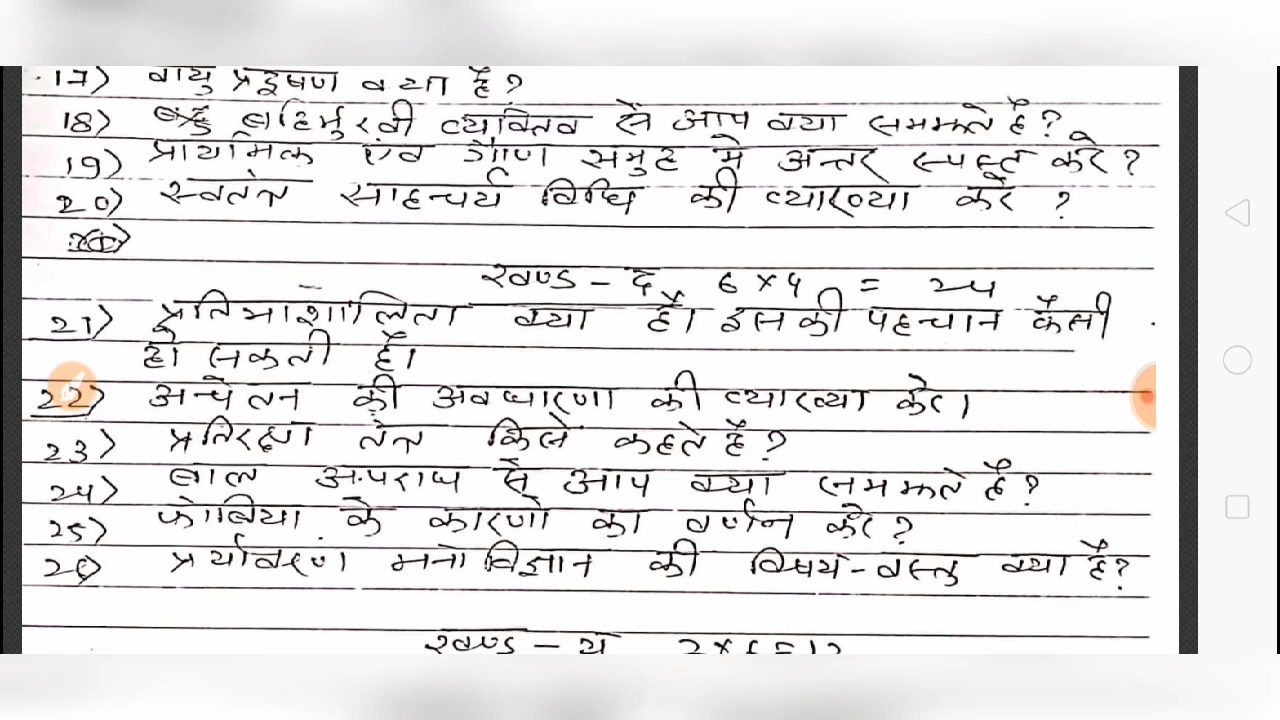 17) वायु प्रदूषण क्या है?
18) बहिर्मुखी व्यक्तिव से आप क्या समझते है?
19) प्राथमिक एंव गौण समुह मे अन्तर स्पष्त करे?
20) स्वतंत्र साहचर्य विधि की व्याख्या करे ?
खण्ड - द 6 x 4 = 24
21) प्रतिभाशालिता क्या है। इसकी पहचान कैसी
हो सकती है।
22) अचेतन की अवधारणा की व्याख्या करे।
23) प्रतिरक्षा तंत्र किसे कहते है?
24) बाल अपराध से आप क्या समझते है?
25) फोबिया के कारणो का वर्णन करे?
26) प्रर्यावरण मनोविज्ञान की विषय-वस्तु क्या है?
खण्ड - य